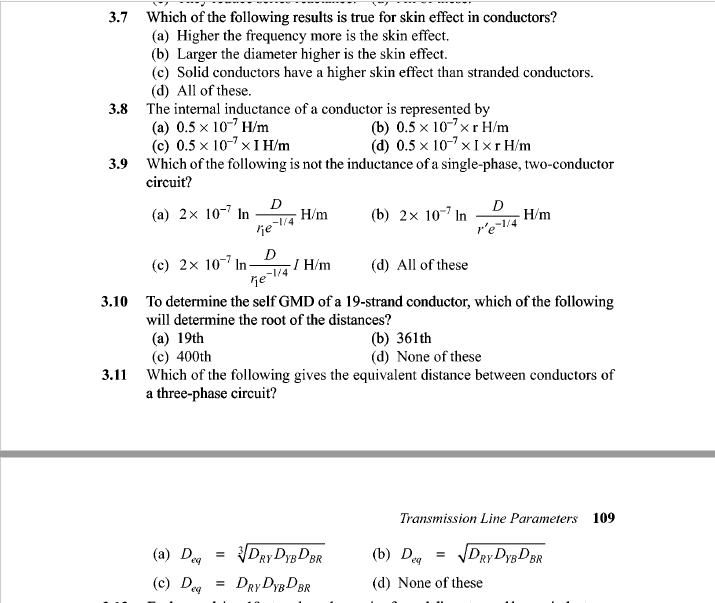 3.7 Which of the following results is true for skin effect in conductors?
(a) Higher the frequency more is the skin effect.
(b) Larger the diameter higher is the skin effect.
(c) Solid conductors have a higher skin effect than stranded conductors.
(d) All of these.
3.8 The internal inductance of a conductor is represented by
(a) 0.5 × 10⁻⁷ H/m (b) 0.5 × 10⁻⁷ × r H/m
(c) 0.5 × 10⁻⁷ × I H/m (d) 0.5 × 10⁻⁷ × I × r H/m
3.9 Which of the following is not the inductance of a single-phase, two-conductor
circuit?
(a) 2 × 10⁻⁷ ln D / r₁e^(−1/4) H/m (b) 2 × 10⁻⁷ ln D / r′e^(−1/4) H/m
(c) 2 × 10⁻⁷ ln D / r₁e^(−1/4) I H/m (d) All of these
3.10 To determine the self GMD of a 19-strand conductor, which of the following
will determine the root of the distances?
(a) 19th (b) 361th
(c) 400th (d) None of these
3.11 Which of the following gives the equivalent distance between conductors of
a three-phase circuit?
Transmission Line Parameters 109
(a) D_eq = ∛(D_RY D_YB D_BR) (b) D_eq = √(D_RY D_YB D_BR)
(c) D_eq = D_RY D_YB D_BR (d) None of these